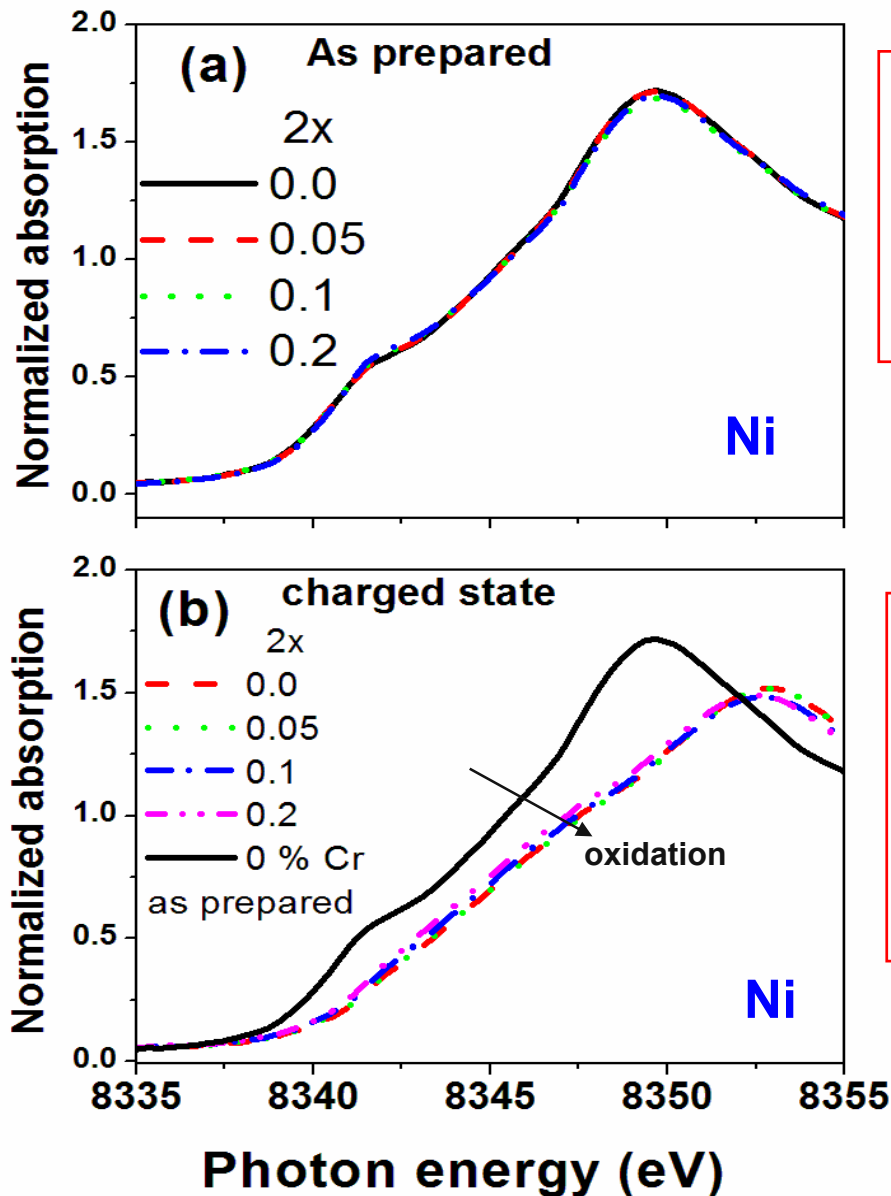 (a) As prepared
2x
0.0
0.05
0.1
0.2
Ni
Normalized absorption
2.0
1.5
1.0
0.5
0.0
(b) charged state
2x
0.0
0.05
0.1
0.2
0 % Cr
as prepared
oxidation
Ni
Normalized absorption
2.0
1.5
1.0
0.5
0.0
8335 8340 8345 8350 8355
Photon energy (eV)